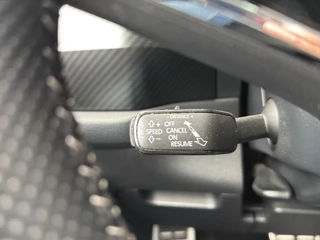 - DISTANCE +
+ OFF
SPEED CANCEL
- ON
RESUME